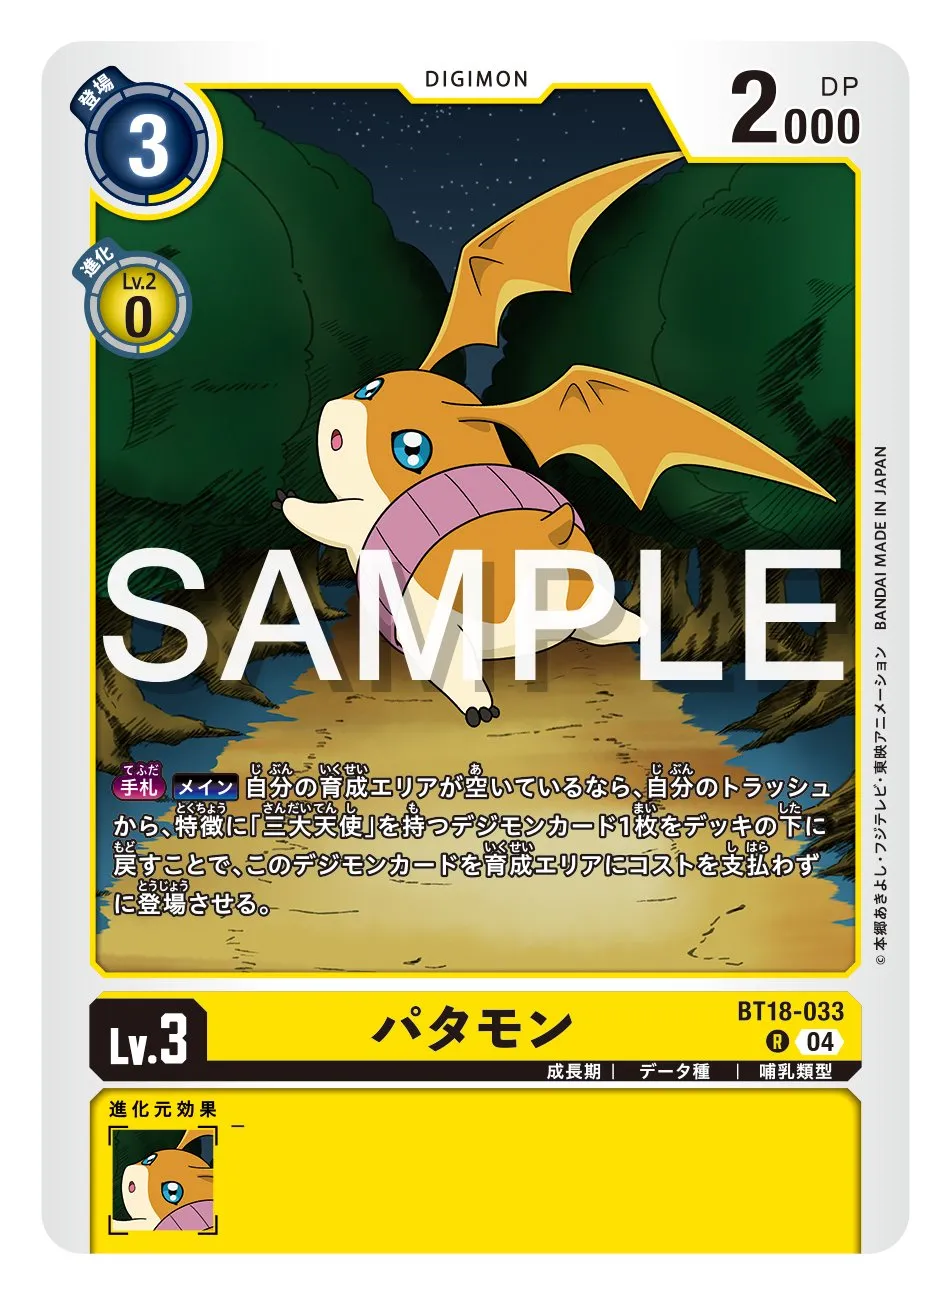 DIGIMON
登場
3
2000
DP
進化
Lv.2
0
SAMPLE
手札 メイン 自分の育成エリアが空いているなら、自分のトラッシュ
から、特徴に「三大天使」を持つデジモンカード1枚をデッキの下に
戻すことで、このデジモンカードを育成エリアにコストを支払わず
に登場させる。
©本郷あきよし・フジテレビ・東映アニメーション BANDAI MADE IN JAPAN
Lv.3
パタモン
BT18-033
R 04
成長期 | データ種 | 哺乳類型
進化元効果
－